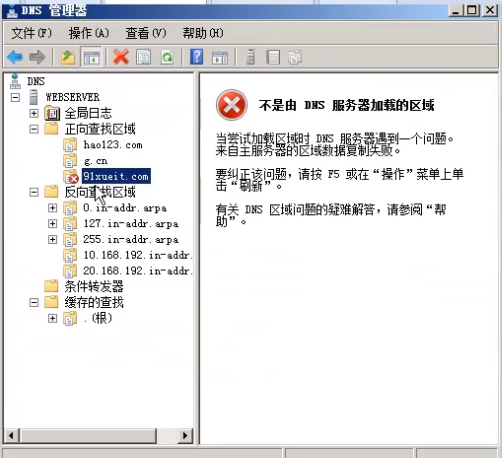 DNS 管理器
文件(F) 操作(A) 查看(V) 帮助(H)
DNS
WEBSERVER
全局日志
正向查找区域
hao123.com
g.cn
91xueit.com
反向查找区域
0.in-addr.arpa
127.in-addr.arpa
255.in-addr.arpa
10.168.192.in-addr.
20.168.192.in-addr.
条件转发器
缓存的查找
.(根)
不是由 DNS 服务器加载的区域
当尝试加载区域时 DNS 服务器遇到一个问题。
来自主服务器的区域数据复制失败。
要纠正该问题，请按 F5 或在“操作”菜单上单
击“刷新”。
有关 DNS 区域问题的疑难解答，请参阅“帮
助”。